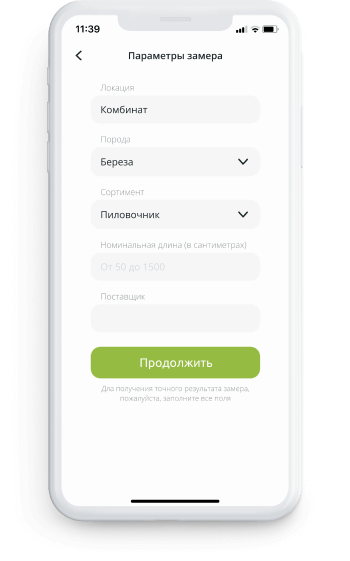 11:39
Параметры замера
Локация
Комбинат
Порода
Береза
Сортимент
Пиловочник
Номинальная длина (в сантиметрах)
От 50 до 1500
Поставщик
Продолжить
Для получения точного результата замера,
пожалуйста, заполните все поля